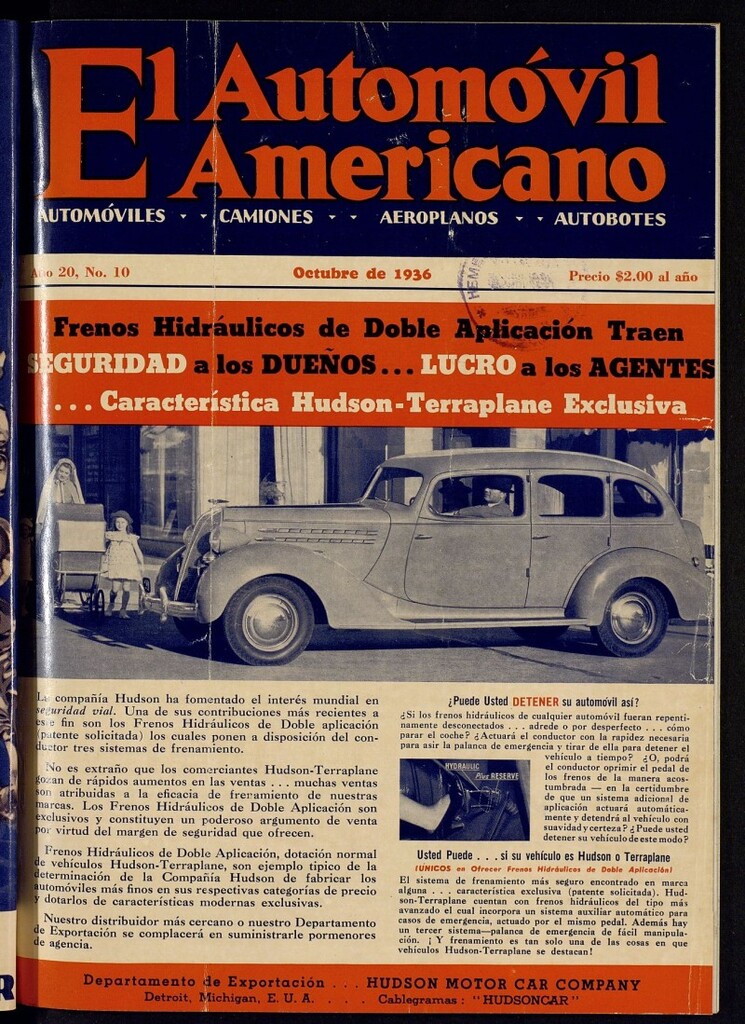 El Automóvil
Americano
AUTOMÓVILES - - CAMIONES - - AEROPLANOS - - AUTOBOTES
Año 20, No. 10
Octubre de 1936
Precio $2.00 al año
HEME
Frenos Hidráulicos de Doble Aplicación Traen
SEGURIDAD a los DUEÑOS... LUCRO a los AGENTES
... Característica Hudson-Terraplane Exclusiva
La compañía Hudson ha fomentado el interés mundial en
seguridad vial. Una de sus contribuciones más recientes a
este fin son los Frenos Hidráulicos de Doble aplicación
(patente solicitada) los cuales ponen a disposición del con-
ductor tres sistemas de frenamiento.
No es extraño que los comerciantes Hudson-Terraplane
gozan de rápidos aumentos en las ventas . . . muchas ventas
son atribuidas a la eficacia de frenamiento de nuestras
marcas. Los Frenos Hidráulicos de Doble Aplicación son
exclusivos y constituyen un poderoso argumento de venta
por virtud del margen de seguridad que ofrecen.
Frenos Hidráulicos de Doble Aplicación, dotación normal
de vehículos Hudson-Terraplane, son ejemplo típico de la
determinación de la Compañía Hudson de fabricar los
automóviles más finos en sus respectivas categorías de precio
y dotarlos de características modernas exclusivas.
Nuestro distribuidor más cercano o nuestro Departamento
de Exportación se complacerá en suministrarle pormenores
de agencia.
¿Puede Usted DETENER su automóvil así?
¿Si los frenos hidráulicos de cualquier automóvil fueran repenti-
namente desconectados . . . adrede o por desperfecto . . . cómo
parar el coche? ¿Actuará el conductor con la rapidez necesaria
para asir la palanca de emergencia y tirar de ella para detener el
vehículo a tiempo? ¿O, podrá
el conductor oprimir el pedal de
los frenos de la manera acos-
tumbrada — en la certidumbre
de que un sistema adicional de
aplicación actuará automática-
mente y detendrá al vehículo con
suavidad y certeza? ¿Puede usted
detener su vehículo de este modo?
HYDRAULIC
Plus RESERVE
Usted Puede . . . si su vehículo es Hudson o Terraplane
(ÚNICOS en Ofrecer Frenos Hidráulicos de Doble Aplicación)
El sistema de frenamiento más seguro encontrado en marca
alguna . . . característica exclusiva (patente solicitada). Hud-
son-Terraplane cuentan con frenos hidráulicos del tipo más
avanzado el cual incorpora un sistema auxiliar automático para
casos de emergencia, actuado por el mismo pedal. Además hay
un tercer sistema—palanca de emergencia de fácil manipula-
ción. ¡Y frenamiento es tan solo una de las cosas en que
vehículos Hudson-Terraplane se destacan!
Departamento de Exportación . . . HUDSON MOTOR CAR COMPANY
Detroit, Michigan, E. U. A. . . . Cablegramas: "HUDSONCAR"
R